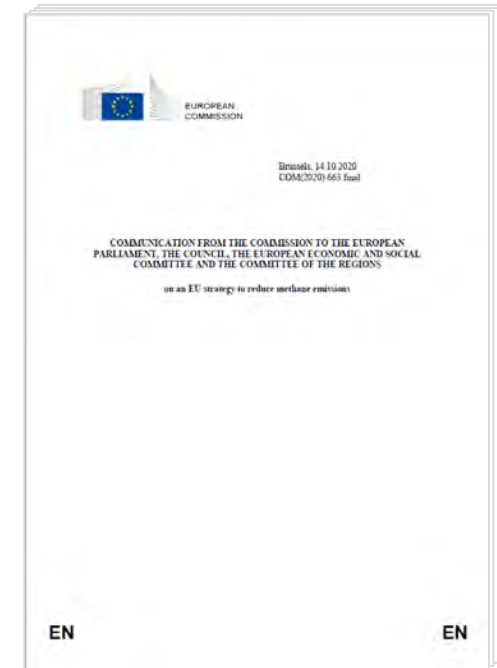 EUROPEAN
COMMISSION
Brussels, 14.10.2020
COM(2020) 663 final
COMMUNICATION FROM THE COMMISSION TO THE EUROPEAN
PARLIAMENT, THE COUNCIL, THE EUROPEAN ECONOMIC AND SOCIAL
COMMITTEE AND THE COMMITTEE OF THE REGIONS
on an EU strategy to reduce methane emissions
EN
EN